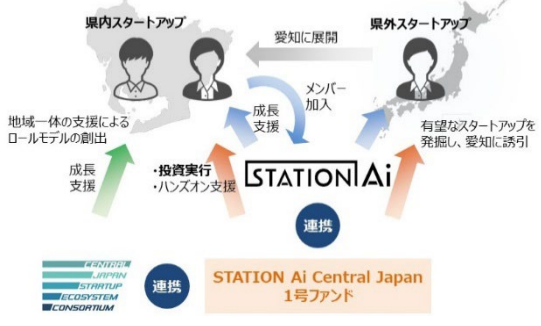 県内スタートアップ
県外スタートアップ
愛知に展開
メンバー
加入
成長
支援
地域一体の支援による
ロールモデルの創出
有望なスタートアップを
発掘し、愛知に誘引
成長
支援
・投資実行
・ハンズオン支援
STATION Ai
連携
CENTRAL
JAPAN
STARTUP
ECOSYSTEM
CONSORTIUM
連携
STATION Ai Central Japan
1号ファンド